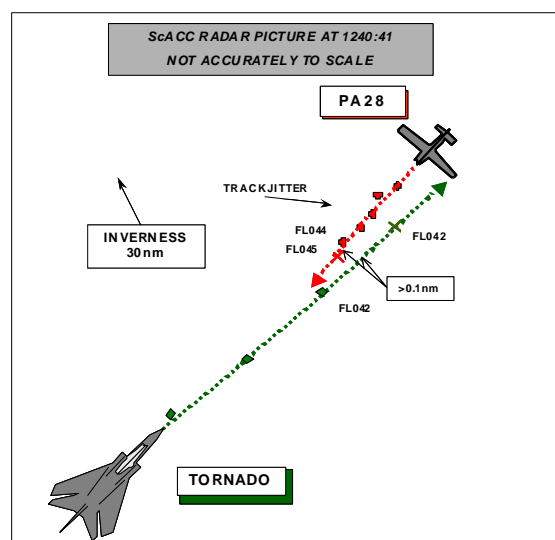 ScACC RADAR PICTURE AT 1240:41
NOT ACCURATELY TO SCALE
PA28
TRACKJITTER
FL044
FL045
FL042
INVERNESS
30nm
>0.1nm
FL042
TORNADO